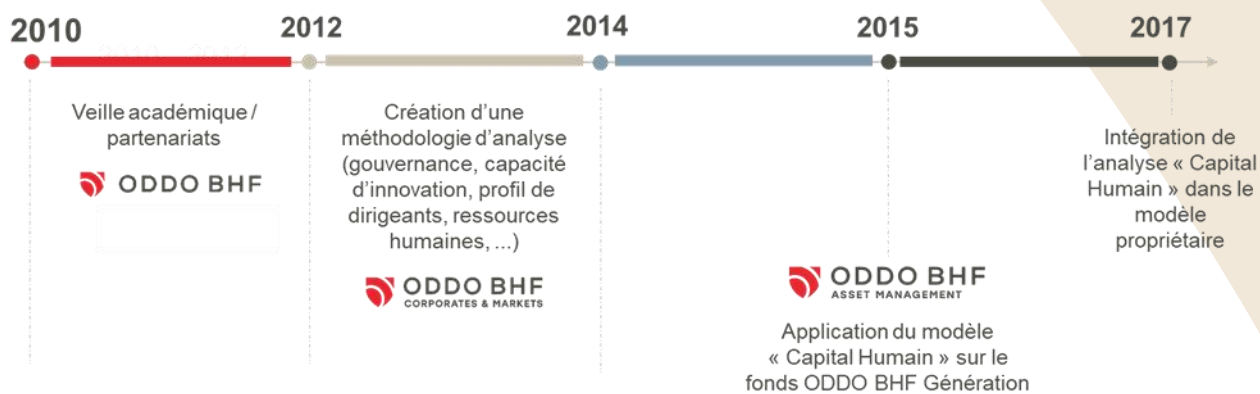 2010
2012
2014
2015
2017
Veille académique /
partenariats
ODDO BHF
Création d'une
méthodologie d'analyse
(gouvernance, capacité
d'innovation, profil de
dirigeants, ressources
humaines, ...)
ODDO BHF
CORPORATES & MARKETS
ODDO BHF
ASSET MANAGEMENT
Application du modèle
« Capital Humain » sur le
fonds ODDO BHF Génération
Intégration de
l'analyse « Capital
Humain » dans le
modèle
propriétaire